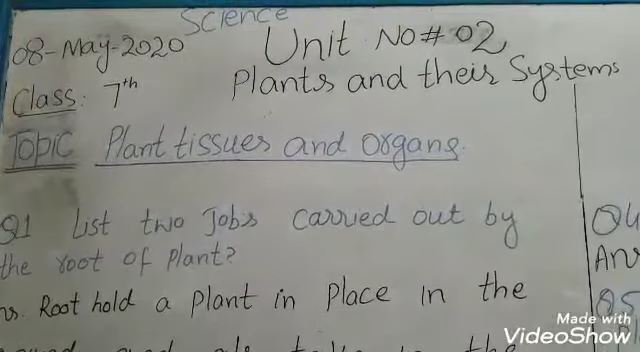 Science
08-May-2020
Unit No# 02
Class: 7th
Plants and their Systems
Topic Plant tissues and organs.
Q1 List two Jobs carried out by
the root of plant?
Root hold a plant in place in the
Q4
Q5
Made with
VideoShow